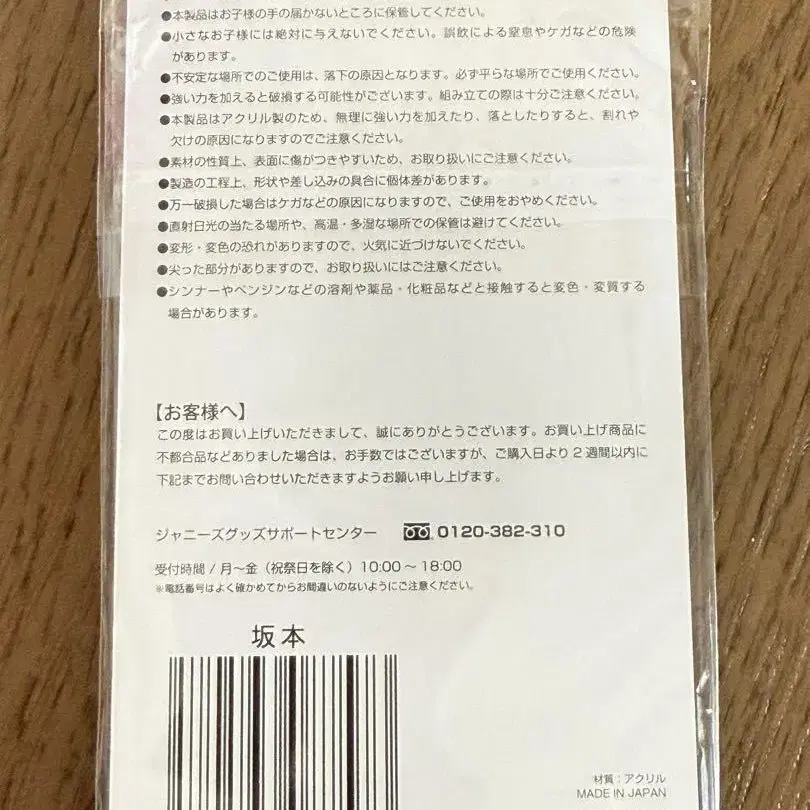 ●本製品はお子様の手の届かないところに保管してください。
●小さなお子様には絶対に与えないでください。誤飲による窒息やケガなどの危険
があります。
●不安定な場所でのご使用は、落下の原因となります。必ず平らな場所でご使用ください。
●強い力を加えると破損する可能性がございます。組み立ての際は十分ご注意ください。
●本製品はアクリル製のため、無理に強い力を加えたり、落としたりすると、割れや
欠けの原因になりますのでご注意ください。
●素材の性質上、表面に傷がつきやすいため、お取り扱いにご注意ください。
●製造の工程上、形状や差し込みの具合に個体差があります。
●万一破損した場合はケガなどの原因になりますので、ご使用をおやめください。
●直射日光の当たる場所や、高温・多湿な場所での保管は避けてください。
●変形・変色の恐れがありますので、火気に近づけないでください。
●尖った部分がありますので、お取り扱いにはご注意ください。
●シンナーやベンジンなどの溶剤や薬品・化粧品などと接触すると変色・変質する
場合があります。
【お客様へ】
この度はお買い上げいただきまして、誠にありがとうございます。お買い上げ商品に
不都合品などありました場合は、お手数ではございますが、ご購入日より2週間以内に
下記までお問い合わせいただきますようお願い申し上げます。
ジャニーズグッズサポートセンター 0120-382-310
受付時間/月〜金（祝祭日を除く）10:00〜18:00
※電話番号はよく確かめてからお間違いのないようにご注意ください。
坂本
材質：アクリル
MADE IN JAPAN